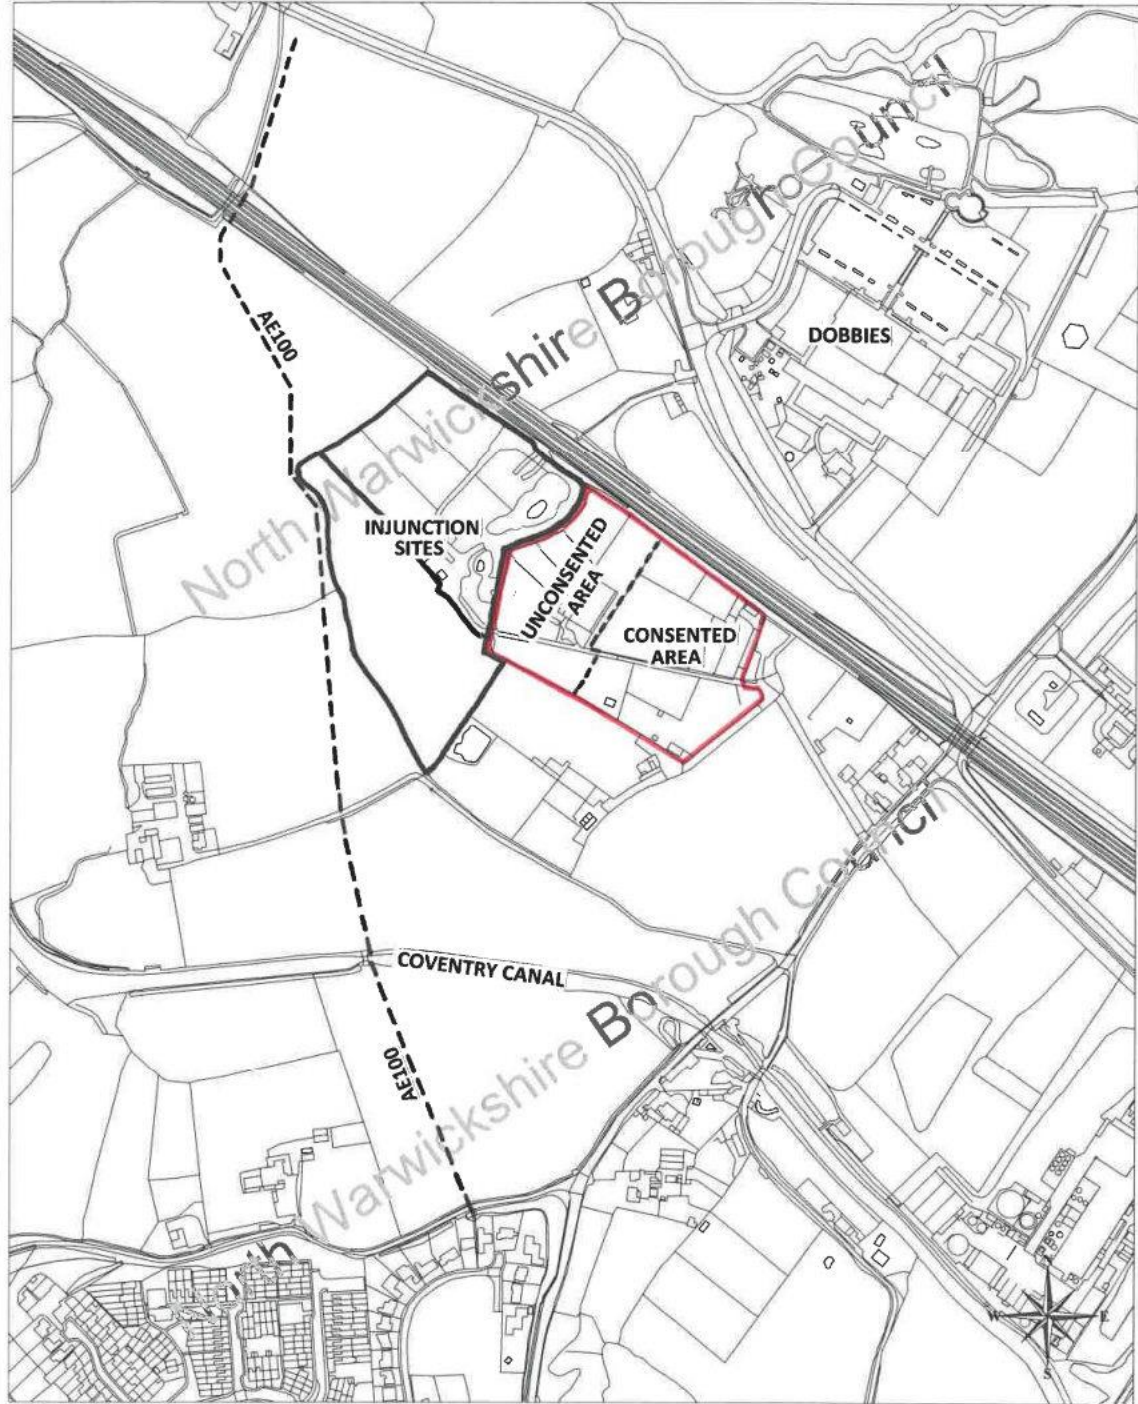 AE100
DOBBIES
North Warwickshire Borough Council
INJUNCTION
SITES
UNCONSENTED
AREA
CONSENTED
AREA
COVENTRY CANAL
AE100
North Warwickshire Borough Council
W
E
S